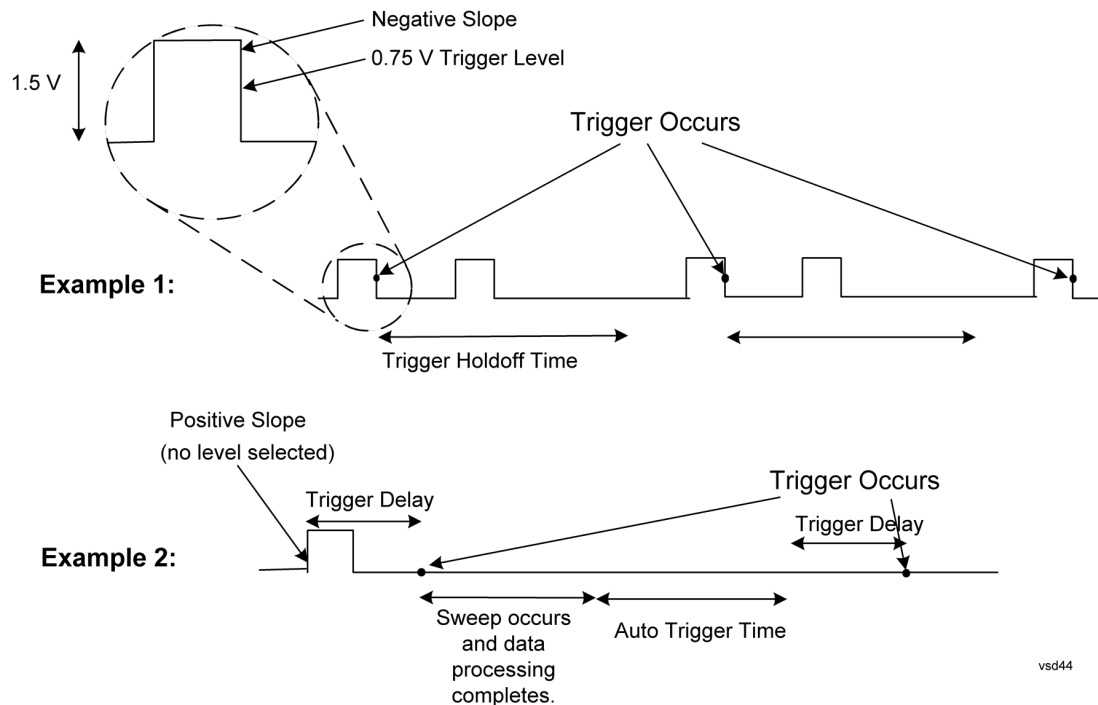 Negative Slope
1.5 V
0.75 V Trigger Level
Trigger Occurs
Example 1:
Trigger Holdoff Time
Positive Slope
(no level selected)
Trigger Delay
Trigger Occurs
Trigger Delay
Example 2:
Sweep occurs
and data
processing
completes.
Auto Trigger Time
vsd44